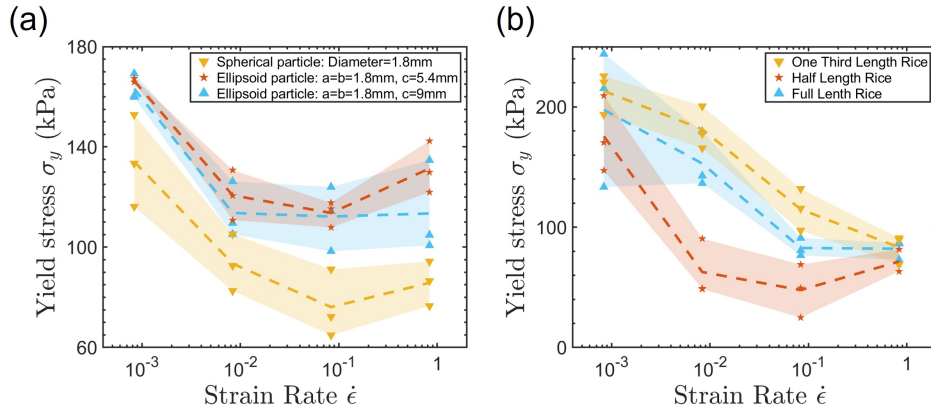 (a)
180
140
100
60
Yield stress σ_y (kPa)
Spherical particle: Diameter=1.8mm
Ellipsoid particle: a=b=1.8mm, c=5.4mm
Ellipsoid particle: a=b=1.8mm, c=9mm
10^-3
10^-2
10^-1
1
Strain Rate ϵ̇
(b)
200
100
0
Yield stress σ_y (kPa)
One Third Length Rice
Half Length Rice
Full Lenth Rice
10^-3
10^-2
10^-1
1
Strain Rate ϵ̇